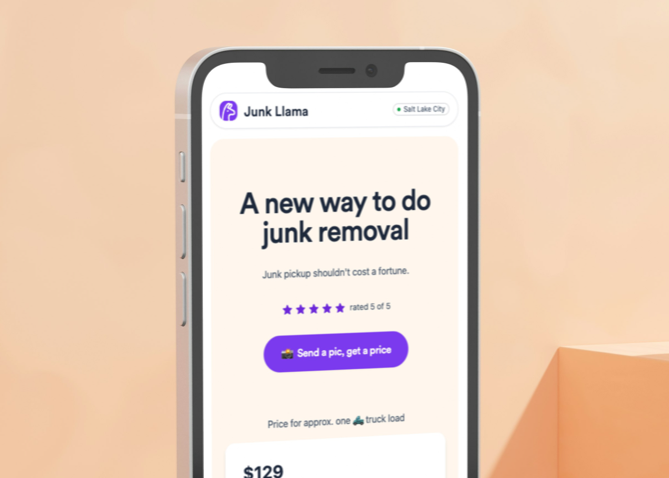 Junk Llama
Salt Lake City
A new way to do
junk removal
Junk pickup shouldn't cost a fortune.
rated 5 of 5
Send a pic, get a price
Price for approx. one 🛻 truck load
$129